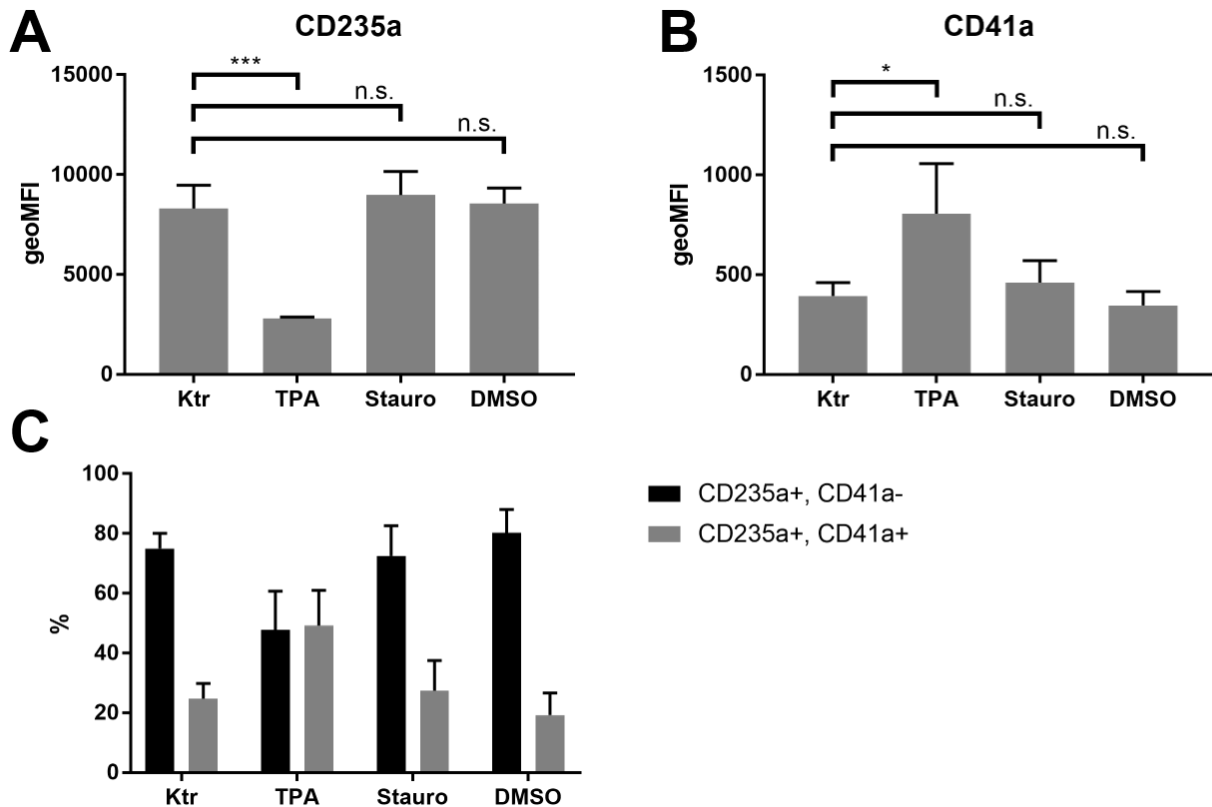 A
CD235a
geoMFI
15000
10000
5000
0
***
n.s.
n.s.
Ktr TPA Stauro DMSO
B
CD41a
geoMFI
1500
1000
500
0
*
n.s.
n.s.
Ktr TPA Stauro DMSO
C
%
100
80
60
40
20
0
Ktr TPA Stauro DMSO
CD235a+, CD41a-
CD235a+, CD41a+